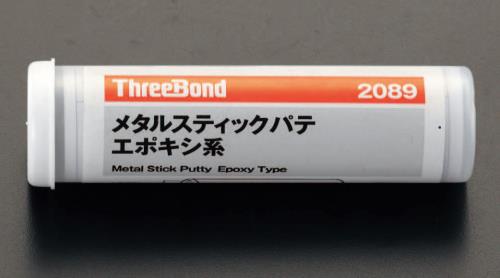 ThreeBond 2089
メタルスティックパテ
エポキシ系
Metal Stick Putty Epoxy Type